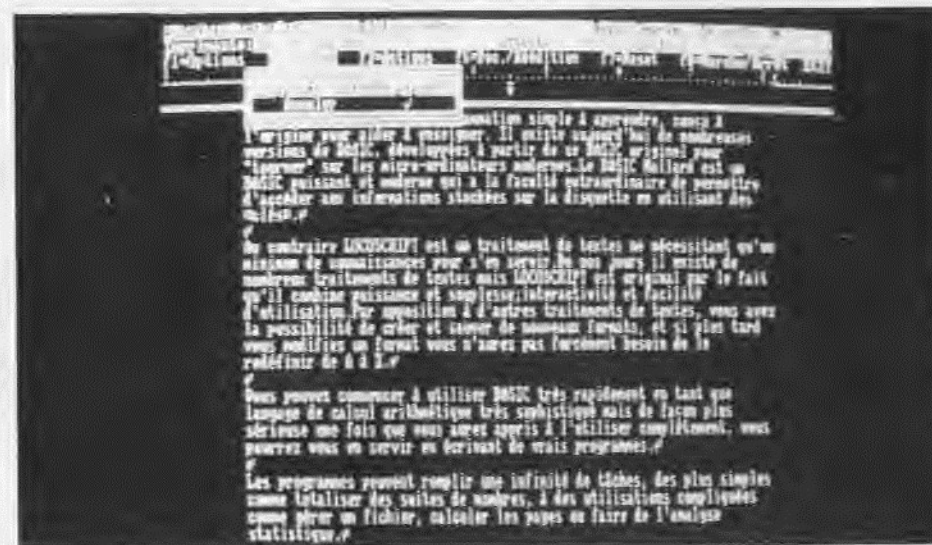 f1=Options f3=Actions f5=Pag./Addition
Annuler
simple à apprendre, conçu à
l'origine pour aider à enseigner. Il existe aujourd'hui de nombreuses
versions de BASIC, développées à partir de ce BASIC original pour
"tourner" sur les micro-ordinateurs modernes.Le BASIC Mallard est un
BASIC puissant et moderne qui a la faculté extraordinaire de permettre
d'accéder aux informations stockées sur la disquette en utilisant des
Au contraire LOCOSCRIPT est un traitement de textes ne nécessitant qu'un
minimum de connaissances pour s'en servir.De nos jours il existe de
nombreux traitements de textes mais LOCOSCRIPT est original par le fait
qu'il combine puissance et souplesse,interactivité et facilité
d'utilisation.Par opposition à d'autres traitements de textes, vous avez
la possibilité de créer et sauver de nouveaux formats, et si plus tard
vous modifiez un format vous n'aurez pas forcément besoin de le
redéfinir de A à Z.
Vous pouvez commencer à utiliser BASIC très rapidement en tant que
langage de calcul arithmétique très sophistiqué mais de façon plus
sérieuse une fois que vous aurez appris à l'utiliser complètement, vous
pourrez vous en servir en écrivant de vrais programmes.
Les programmes peuvent remplir une infinité de tâches, des plus simples
comme totaliser des suites de nombres, à des utilisations compliquées
comme gérer un fichier, calculer les payes ou faire de l'analyse
statistique.